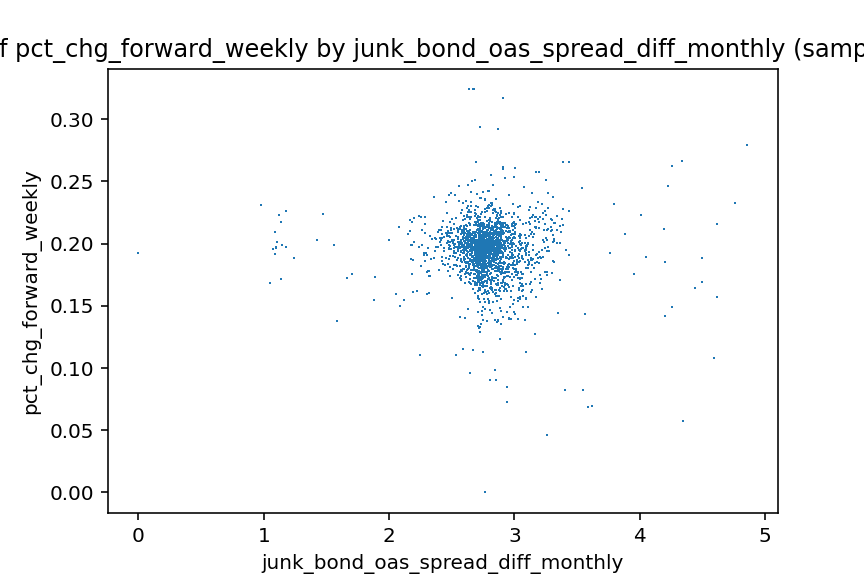 f pct_chg_forward_weekly by junk_bond_oas_spread_diff_monthly (samp
0.30
0.25
0.20
0.15
0.10
0.05
0.00
pct_chg_forward_weekly
0 1 2 3 4 5
junk_bond_oas_spread_diff_monthly